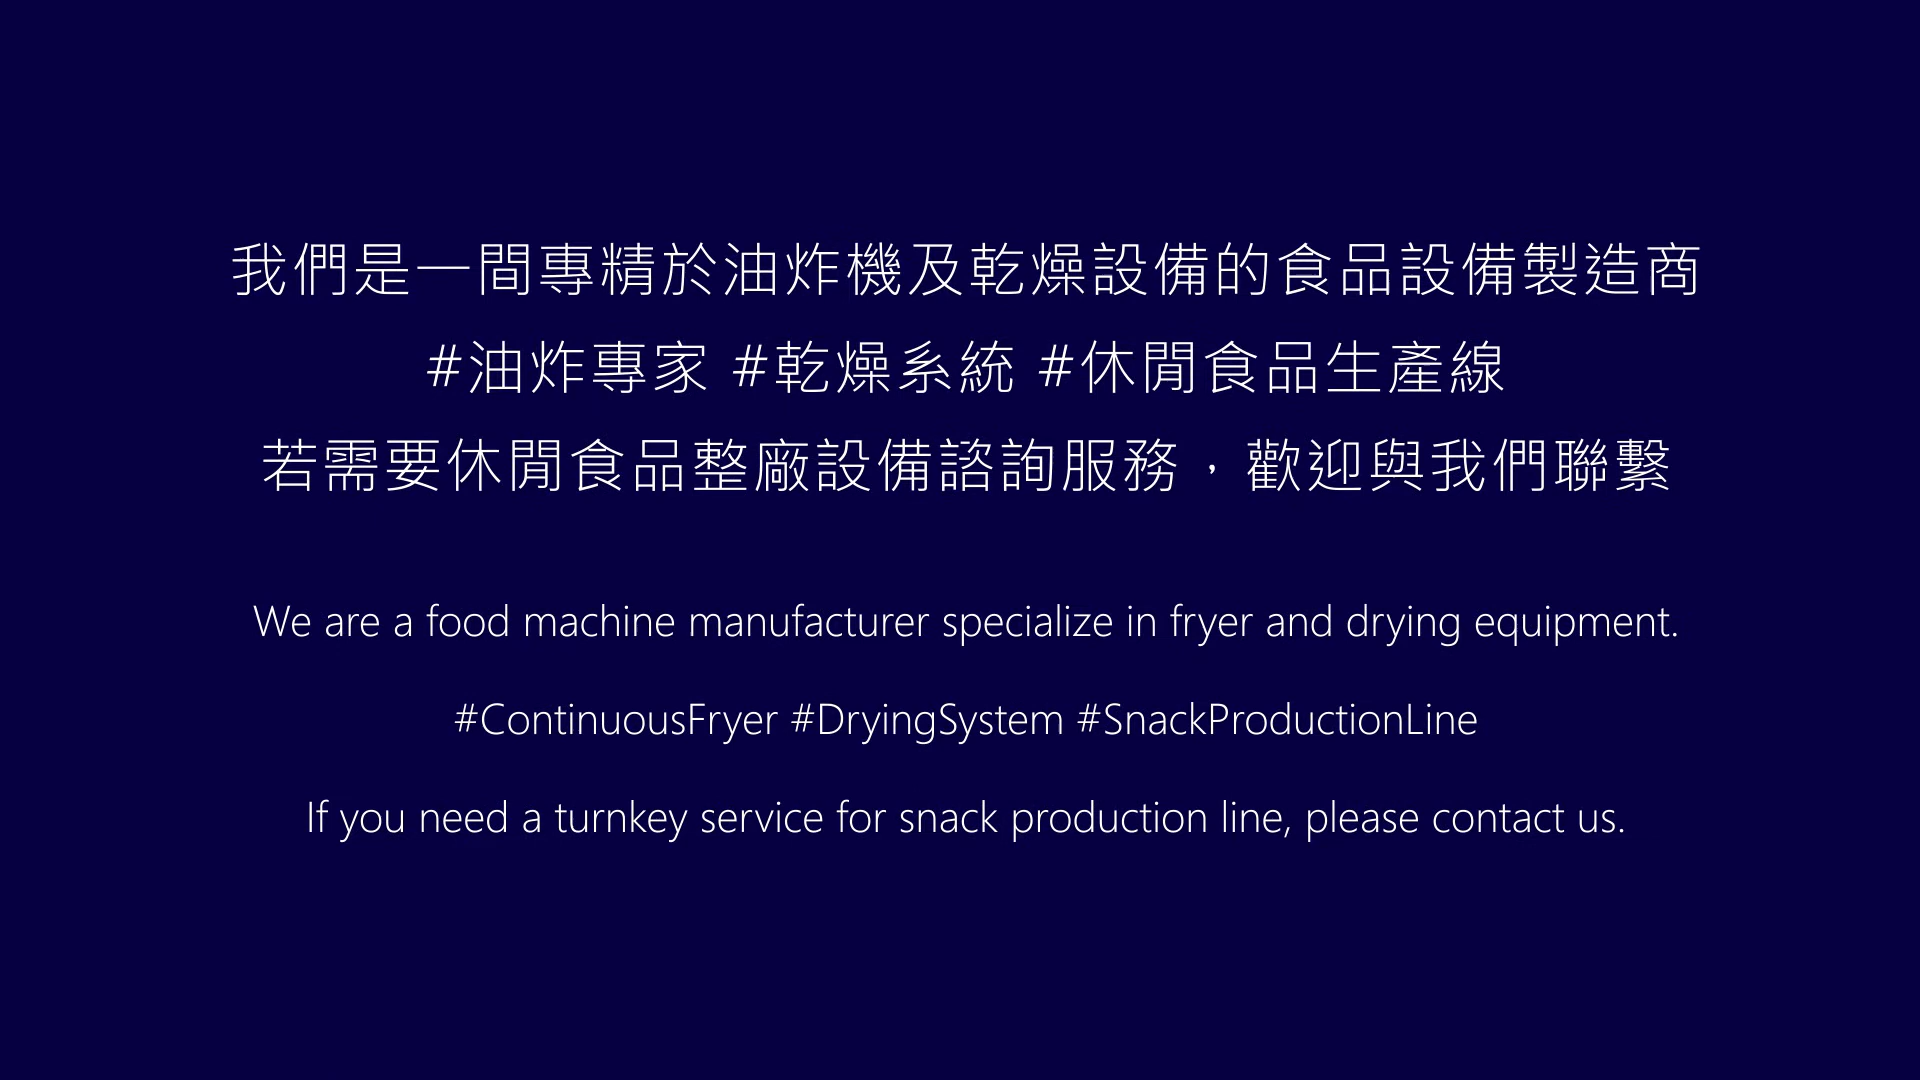 我們是一間專精於油炸機及乾燥設備的食品設備製造商
#油炸專家 #乾燥系統 #休閒食品生產線
若需要休閒食品整廠設備諮詢服務，歡迎與我們聯繫
We are a food machine manufacturer specialize in fryer and drying equipment.
#ContinuousFryer #DryingSystem #SnackProductionLine
If you need a turnkey service for snack production line, please contact us.